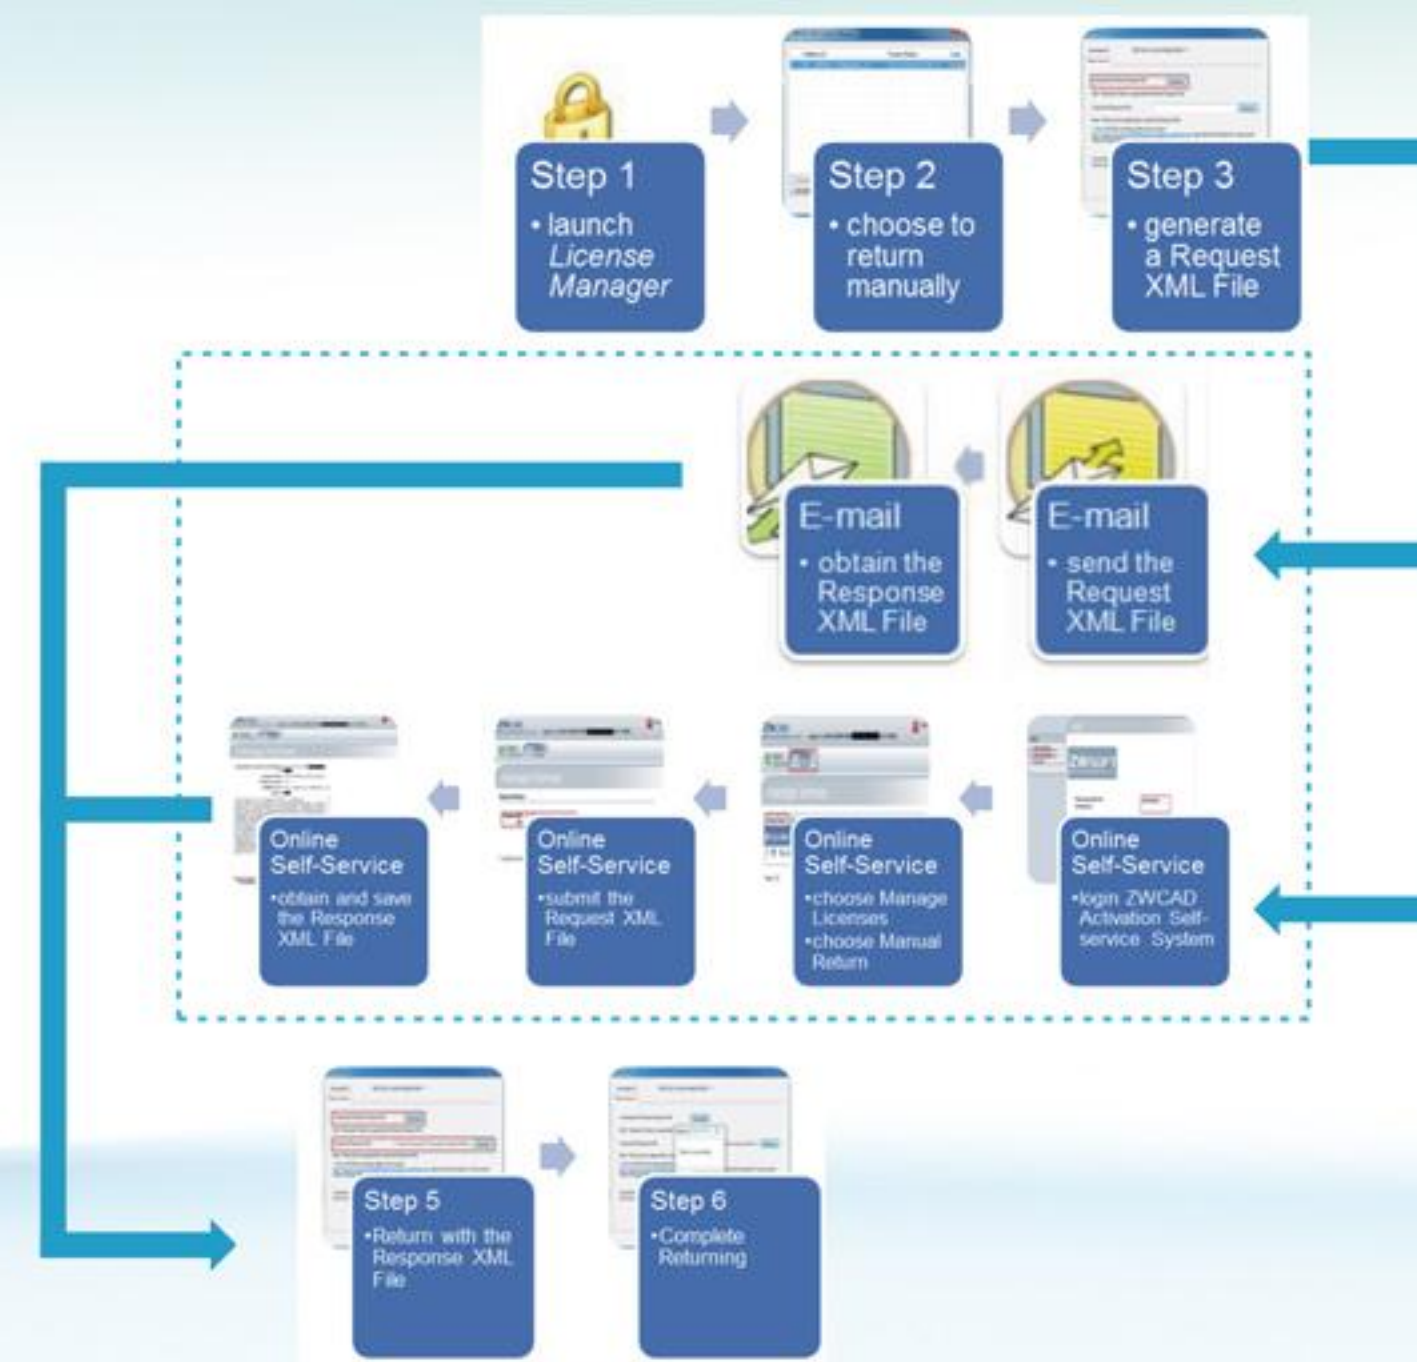 Step 1
• launch
License
Manager
Step 2
• choose to
return
manually
Step 3
• generate
a Request
XML File
E-mail
• obtain the
Response
XML File
E-mail
• send the
Request
XML File
Online
Self-Service
•obtain and save
the Response
XML File
Online
Self-Service
•submit the
Request XML
File
Online
Self-Service
•choose Manage
Licenses
•choose Manual
Return
ZWSOFT
Online
Self-Service
•login ZWCAD
Activation Self-
service System
Step 5
•Return with the
Response XML
File
Step 6
•Complete
Returning